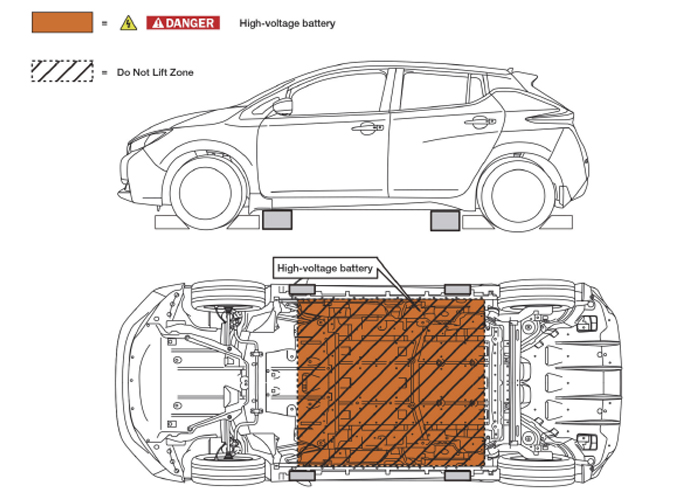 = DANGER High-voltage battery
= Do Not Lift Zone
High-voltage battery